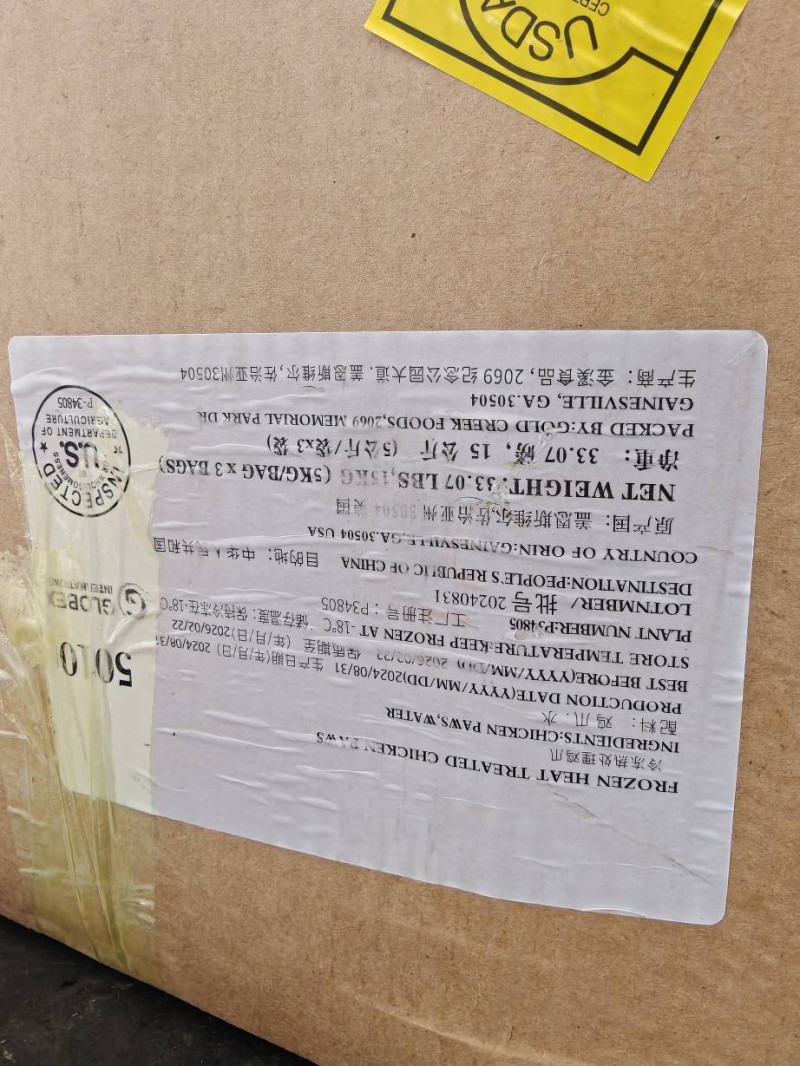 FROZEN HEAT TREATED CHICKEN PAWS
冷冻热处理鸡爪
INGREDIENTS:CHICKEN PAWS,WATER
配料： 鸡爪．水
PRODUCTION DATE(YYYY/MM/DD)2024/08/31 生产日期(年/月/日) 2024/08/31
BEST BEFORE(YYYY/MM/DD) 2026/02/22 保质期至 (年/月/日)2026/02/22
STORE TEMPERATURE:KEEP FROZEN AT -18°C 储存温度: 保持冷冻在-18°C
PLANT NUMBER:P34805 工厂注册号：P34805
LOTNMBER/ 批号 20240831
DESTINATION:PEOPLE'S REPUBLIC OF CHINA 目的地：中华人民共和国
COUNTRY OF ORIN:GAINESVILLE,GA.30504 USA
原产国：盖恩斯维尔,佐治亚州 30504 美国
NET WEIGHT:33.07 LBS,15KG (5KG/BAG x 3 BAGS)
净重：33.07 磅，15 公斤 (5公斤/袋x3 袋)
PACKED BY:GOLD CREEK FOODS,2069 MEMORIAL PARK DR
GAINESVILLE, GA.30504
生产商：金溪食品，2069 纪念公园大道．盖恩斯维尔,佐治亚州30504
5010
GLOBEX
INTERNATIONAL
INSPECTED
FOR WHOLESOMENESS
U.S.
DEPARTMENT OF
AGRICULTURE
P-34805
USDA